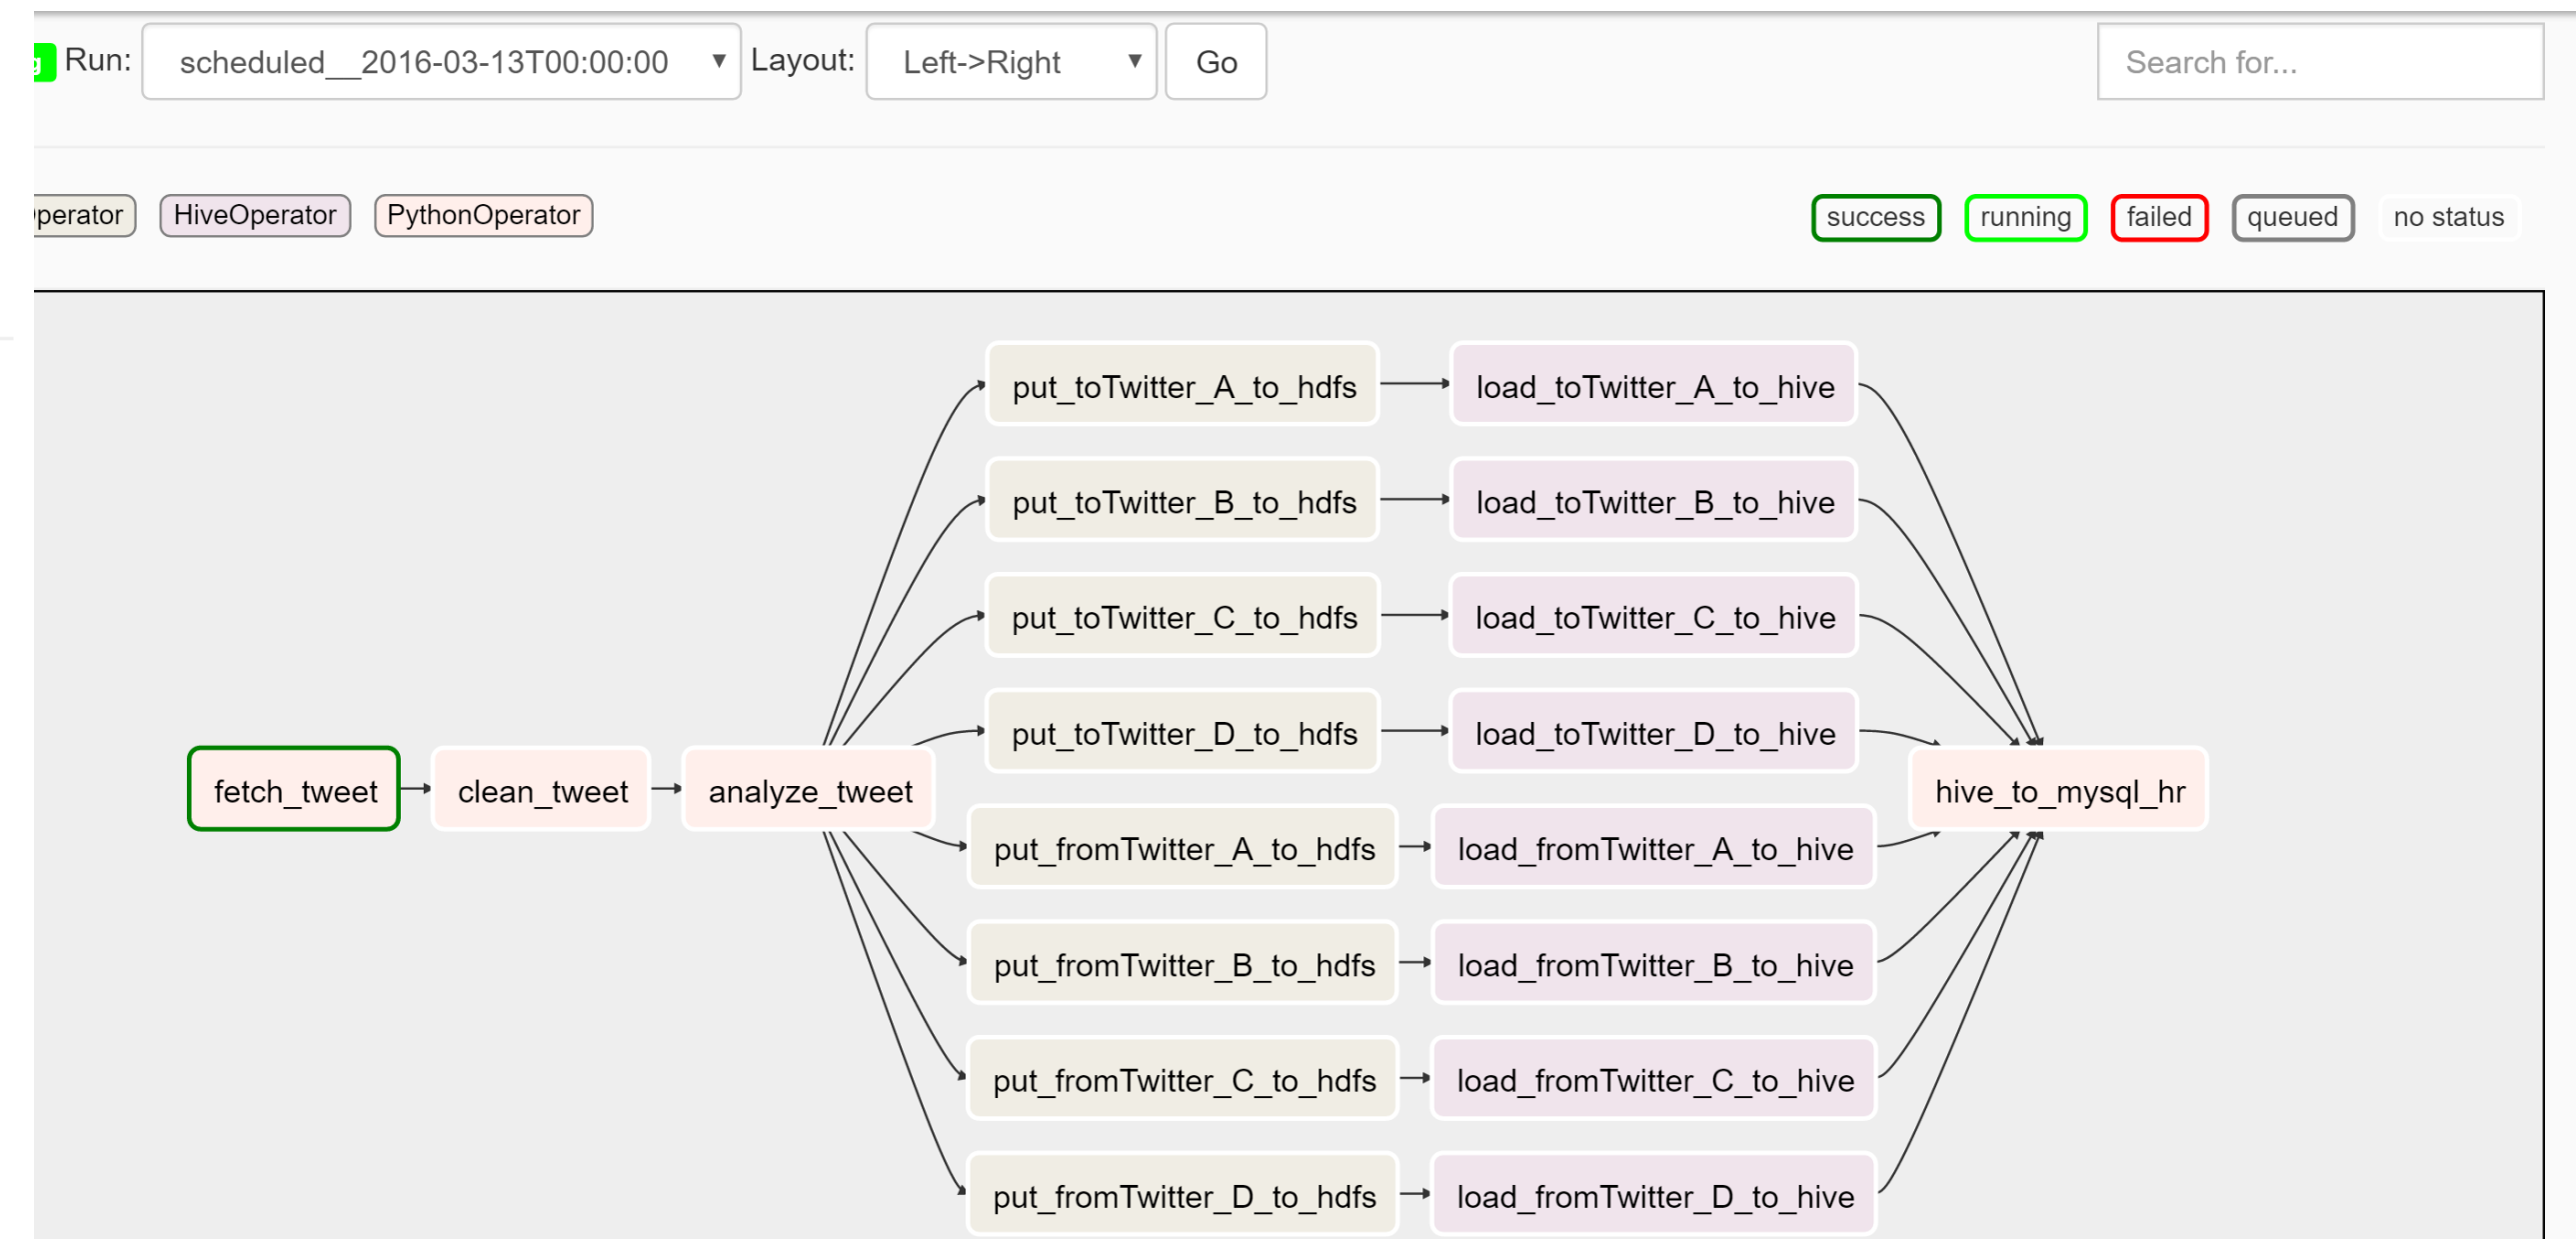 g Run: scheduled__2016-03-13T00:00:00 Layout: Left->Right Go Search for...
Operator HiveOperator PythonOperator success running failed queued no status
put_toTwitter_A_to_hdfs load_toTwitter_A_to_hive
put_toTwitter_B_to_hdfs load_toTwitter_B_to_hive
put_toTwitter_C_to_hdfs load_toTwitter_C_to_hive
put_toTwitter_D_to_hdfs load_toTwitter_D_to_hive
fetch_tweet clean_tweet analyze_tweet hive_to_mysql_hr
put_fromTwitter_A_to_hdfs load_fromTwitter_A_to_hive
put_fromTwitter_B_to_hdfs load_fromTwitter_B_to_hive
put_fromTwitter_C_to_hdfs load_fromTwitter_C_to_hive
put_fromTwitter_D_to_hdfs load_fromTwitter_D_to_hive